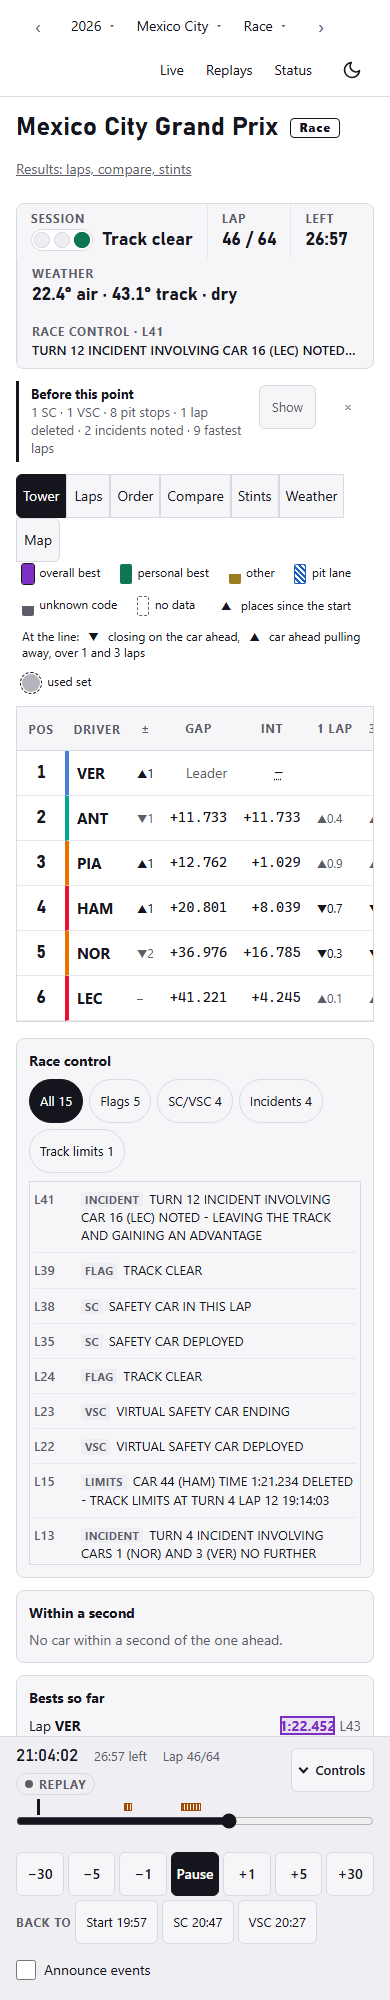 ‹ 2026 Mexico City Race ›
Live Replays Status
Mexico City Grand Prix Race
Results: laps, compare, stints
SESSION
Track clear
LAP
46 / 64
LEFT
26:57
WEATHER
22.4° air · 43.1° track · dry
RACE CONTROL · L41
TURN 12 INCIDENT INVOLVING CAR 16 (LEC) NOTED…
Before this point
1 SC · 1 VSC · 8 pit stops · 1 lap
deleted · 2 incidents noted · 9 fastest
laps
Show ×
Tower Laps Order Compare Stints Weather
Map
overall best personal best other pit lane
unknown code no data ▲ places since the start
At the line: ▼ closing on the car ahead, ▲ car ahead pulling
away, over 1 and 3 laps
used set
POS DRIVER ± GAP INT 1 LAP 3
1 VER ▲1 Leader –
2 ANT ▼1 +11.733 +11.733 ▲0.4
3 PIA ▲1 +12.762 +1.029 ▲0.9
4 HAM ▲1 +20.801 +8.039 ▼0.7
5 NOR ▼2 +36.976 +16.785 ▼0.3
6 LEC – +41.221 +4.245 ▲0.1
Race control
All 15 Flags 5 SC/VSC 4 Incidents 4
Track limits 1
L41 INCIDENT TURN 12 INCIDENT INVOLVING
CAR 16 (LEC) NOTED - LEAVING THE TRACK
AND GAINING AN ADVANTAGE
L39 FLAG TRACK CLEAR
L38 SC SAFETY CAR IN THIS LAP
L35 SC SAFETY CAR DEPLOYED
L24 FLAG TRACK CLEAR
L23 VSC VIRTUAL SAFETY CAR ENDING
L22 VSC VIRTUAL SAFETY CAR DEPLOYED
L15 LIMITS CAR 44 (HAM) TIME 1:21.234 DELETED
- TRACK LIMITS AT TURN 4 LAP 12 19:14:03
L13 INCIDENT TURN 4 INCIDENT INVOLVING
CARS 1 (NOR) AND 3 (VER) NO FURTHER
Within a second
No car within a second of the one ahead.
Bests so far
Lap VER 1:22.452 L43
21:04:02 26:57 left Lap 46/64
REPLAY
Controls
−30 −5 −1 Pause +1 +5 +30
BACK TO Start 19:57 SC 20:47 VSC 20:27
Announce events